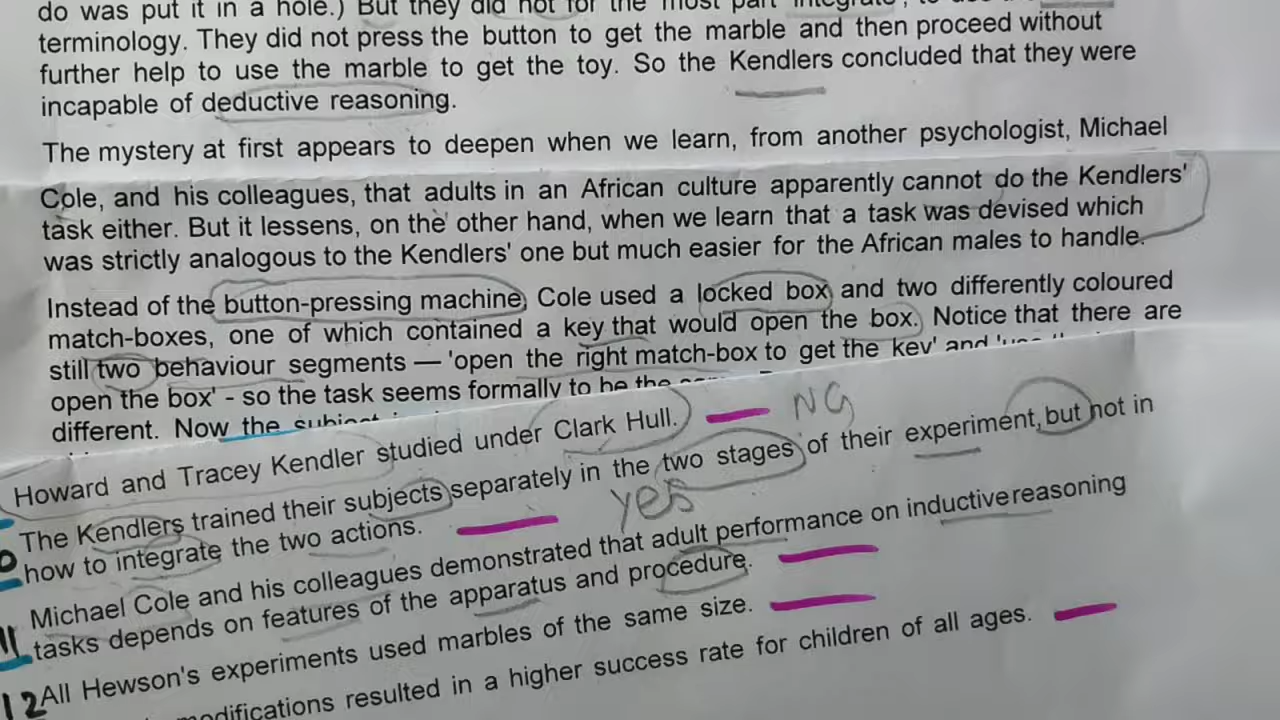 do was put it in a hole.) But they did not for the most part 'integrate', to use
terminology. They did not press the button to get the marble and then proceed without
further help to use the marble to get the toy. So the Kendlers concluded that they were
incapable of deductive reasoning.
The mystery at first appears to deepen when we learn, from another psychologist, Michael
Cole, and his colleagues, that adults in an African culture apparently cannot do the Kendlers'
task either. But it lessens, on the other hand, when we learn that a task was devised which
was strictly analogous to the Kendlers' one but much easier for the African males to handle.
Instead of the button-pressing machine, Cole used a locked box and two differently coloured
match-boxes, one of which contained a key that would open the box. Notice that there are
still two behaviour segments — 'open the right match-box to get the key' and
open the box' - so the task seems formally to be the
different. Now the
Howard and Tracey Kendler studied under Clark Hull. NG
The Kendlers trained their subjects separately in the two stages of their experiment, but not in
how to integrate the two actions. yes
Michael Cole and his colleagues demonstrated that adult performance on inductive reasoning
11 tasks depends on features of the apparatus and procedure.
12 All Hewson's experiments used marbles of the same size.
modifications resulted in a higher success rate for children of all ages.